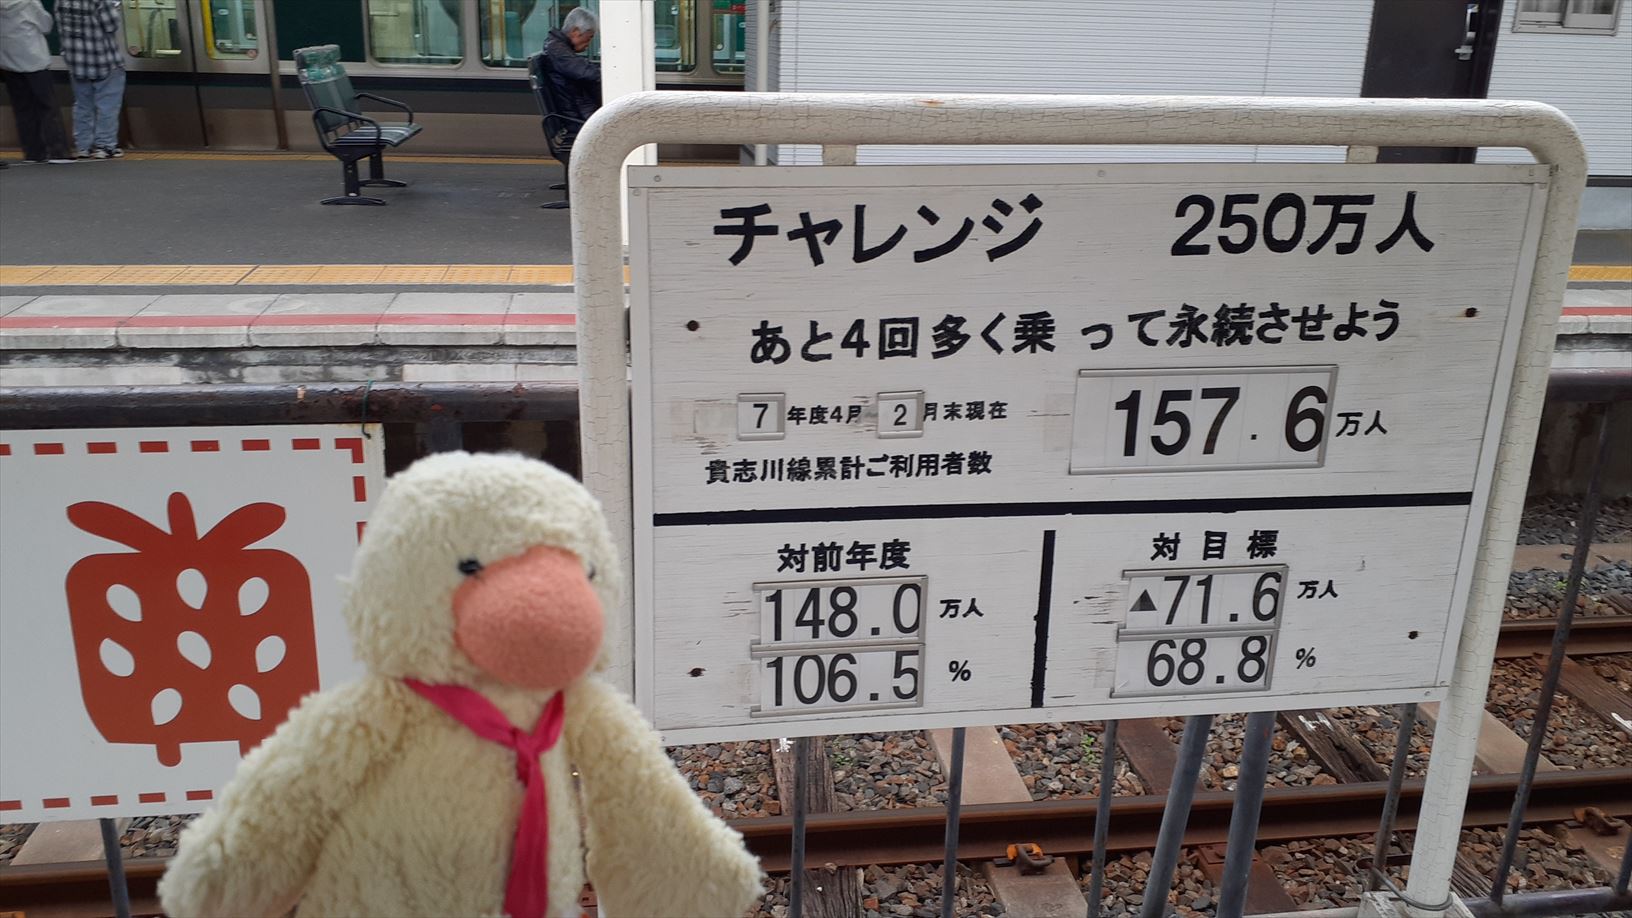 チャレンジ 250万人
あと4回多く乗って永続させよう
7年度4月 2月末現在
157.6万人
貴志川線累計ご利用者数
対前年度
148.0万人
106.5%
対目標
▲71.6万人
68.8%